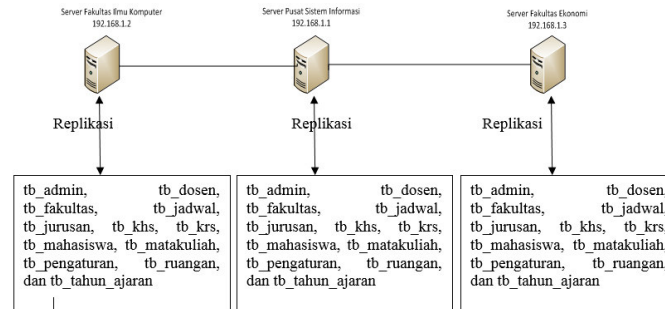 Server Fakultas Ilmu Komputer
192.168.1.2
Server Pusat Sistem Informasi
192.168.1.1
Server Fakultas Ekonomi
192.168.1.3
Replikasi
Replikasi
Replikasi
tb_admin, tb_dosen,
tb_fakultas, tb_jadwal,
tb_jurusan, tb_khs, tb_krs,
tb_mahasiswa, tb_matakuliah,
tb_pengaturan, tb_ruangan,
dan tb_tahun_ajaran
tb_admin, tb_dosen,
tb_fakultas, tb_jadwal,
tb_jurusan, tb_khs, tb_krs,
tb_mahasiswa, tb_matakuliah,
tb_pengaturan, tb_ruangan,
dan tb_tahun_ajaran
tb_admin, tb_dosen,
tb_fakultas, tb_jadwal,
tb_jurusan, tb_khs, tb_krs,
tb_mahasiswa, tb_matakuliah,
tb_pengaturan, tb_ruangan,
dan tb_tahun_ajaran